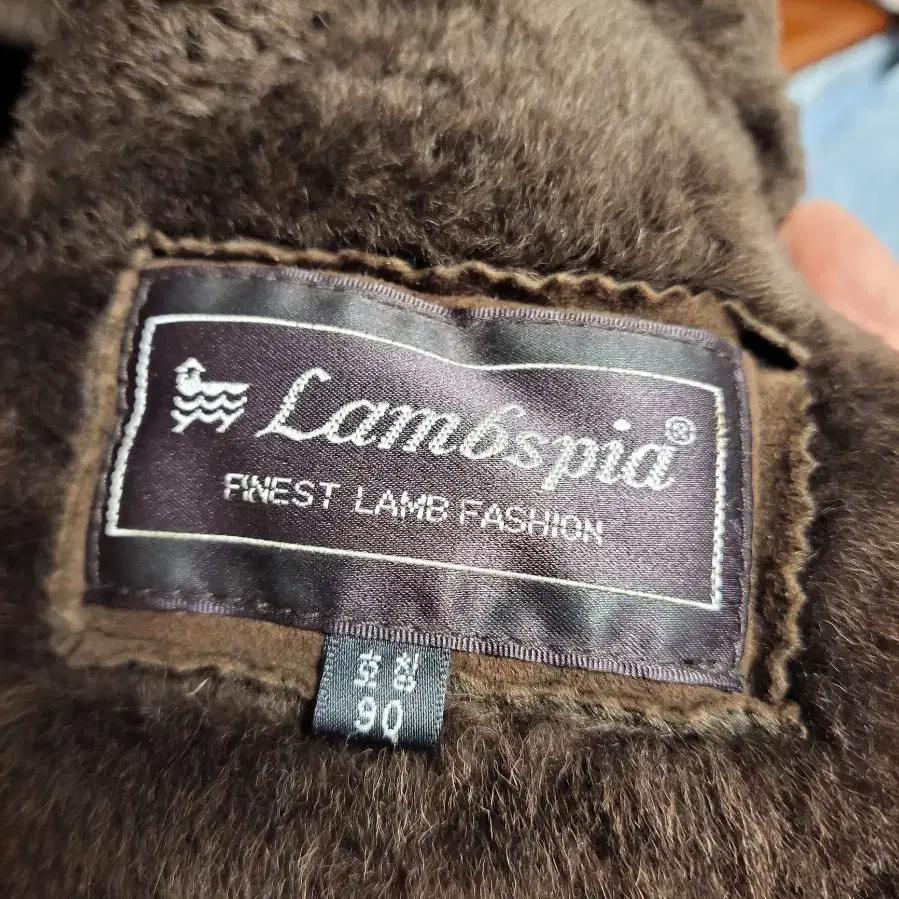 Lambspia®
FINEST LAMB FASHION
호칭
90